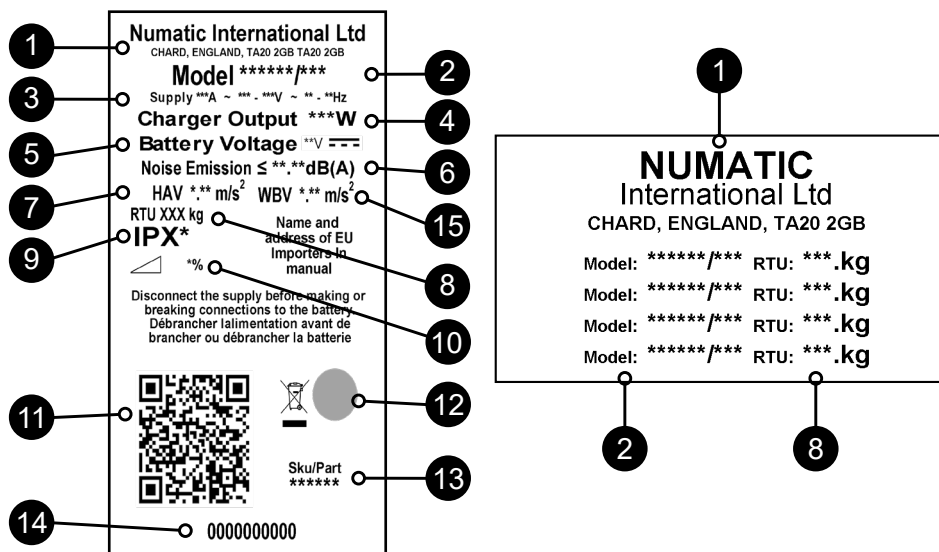 1
Numatic International Ltd
CHARD, ENGLAND, TA20 2GB TA20 2GB
Model ******/***
2
3
Supply ***A ~ *** - ***V ~ ** - **Hz
Charger Output ***W
4
5
Battery Voltage **V
Noise Emission ≤ **.**dB(A)
6
7
HAV *.** m/s²
WBV *.** m/s²
15
RTU XXX kg
8
9
IPX*
Name and
address of EU
Importers In
manual
*%
10
Disconnect the supply before making or
breaking connections to the battery.
Débrancher lalimentation avant de
brancher ou débrancher la batterie
11
12
Sku/Part
******
13
14
0000000000
1
NUMATIC
International Ltd
CHARD, ENGLAND, TA20 2GB
Model: ******/*** RTU: ***.kg
Model: ******/*** RTU: ***.kg
Model: ******/*** RTU: ***.kg
Model: ******/*** RTU: ***.kg
2
8